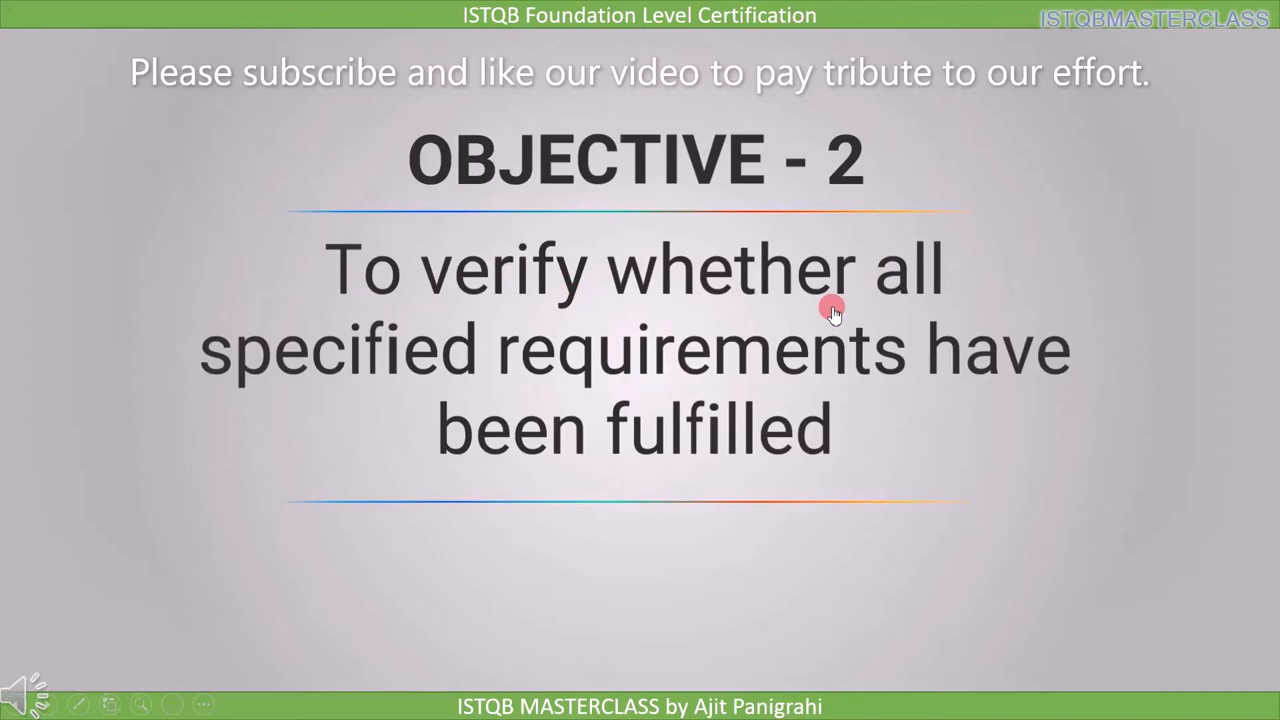 ISTQB Foundation Level Certification
ISTQBMASTERCLASS
Please subscribe and like our video to pay tribute to our effort.
OBJECTIVE - 2
To verify whether all
specified requirements have
been fulfilled
ISTQB MASTERCLASS by Ajit Panigrahi